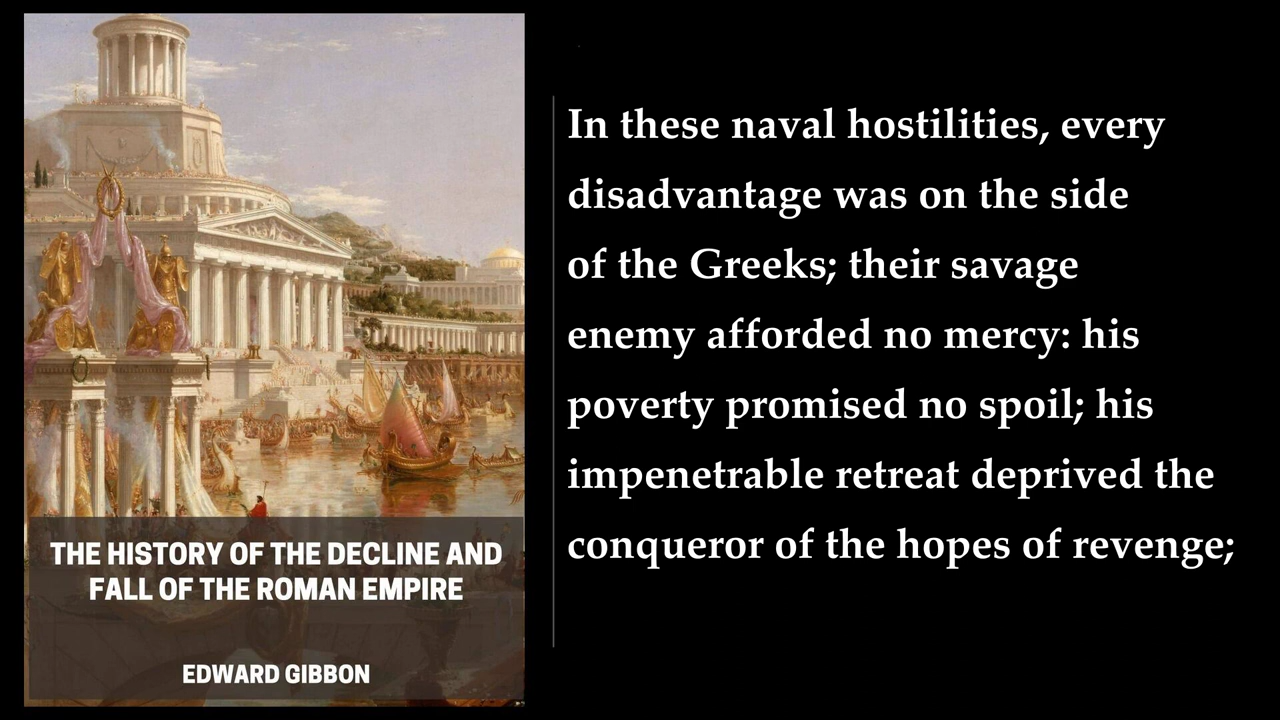 THE HISTORY OF THE DECLINE AND
FALL OF THE ROMAN EMPIRE
EDWARD GIBBON
In these naval hostilities, every
disadvantage was on the side
of the Greeks; their savage
enemy afforded no mercy: his
poverty promised no spoil; his
impenetrable retreat deprived the
conqueror of the hopes of revenge;